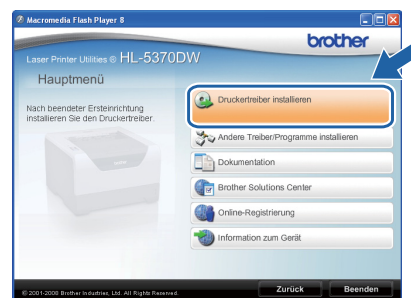 Macromedia Flash Player 8
brother
Laser Printer Utilities ® HL-5370DW
Hauptmenü
Nach beendeter Ersteinrichtung
installieren Sie den Druckertreiber.
Druckertreiber installieren
Andere Treiber/Programme installieren
Dokumentation
Brother Solutions Center
Online-Registrierung
Information zum Gerät
© 2001-2008 Brother Industries, Ltd. All Rights Reserved.
Zurück
Beenden